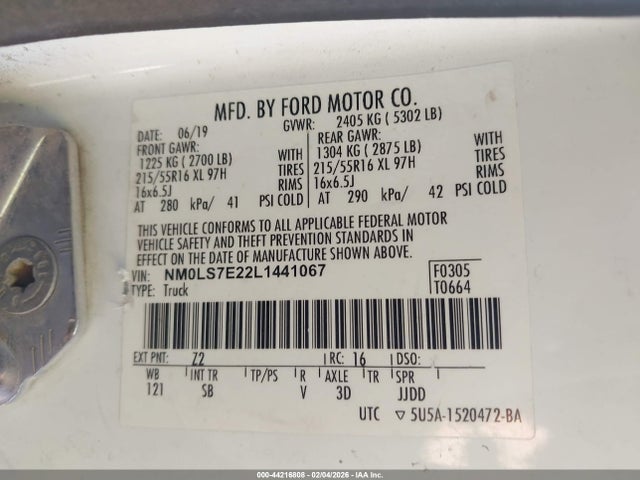 MFD. BY FORD MOTOR CO.
DATE: 06/19 GVWR: 2405 KG ( 5302 LB)
FRONT GAWR: REAR GAWR:
1225 KG ( 2700 LB) WITH 1304 KG ( 2875 LB) WITH
215/55R16 XL 97H TIRES 215/55R16 XL 97H TIRES
16x6.5J RIMS 16x6.5J RIMS
AT 280 kPa/ 41 PSI COLD AT 290 kPa/ 42 PSI COLD
THIS VEHICLE CONFORMS TO ALL APPLICABLE FEDERAL MOTOR
VEHICLE SAFETY AND THEFT PREVENTION STANDARDS IN
EFFECT ON THE DATE OF MANUFACTURE SHOWN ABOVE.
VIN: NM0LS7E22L1441067 F0305
TYPE: Truck T0664
EXT PNT: Z2 RC: 16 DSO:
WB INT TR TP/PS R AXLE TR SPR
121 SB V 3D JJDD
UTC ▽ 5U5A-1520472-BA
000-44216808 - 02/04/2026 - IAA Inc.